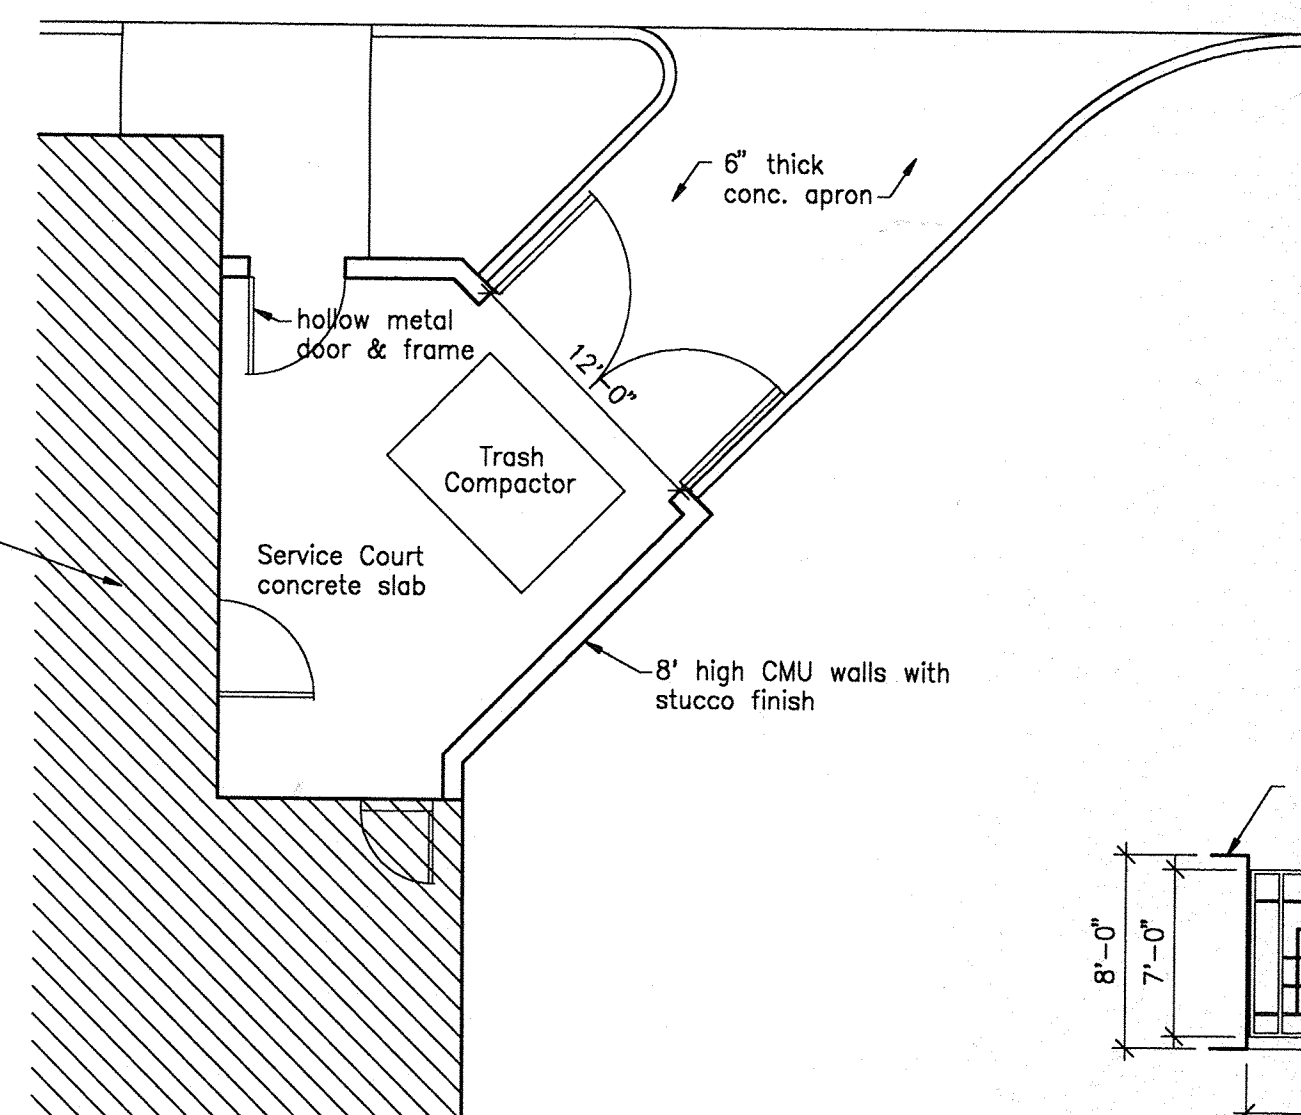 6” thick
conc. apron
hollow metal
door & frame
12’-0”
Trash
Compactor
Service Court
concrete slab
8' high CMU walls with
stucco finish
8’-0”
7’-0”